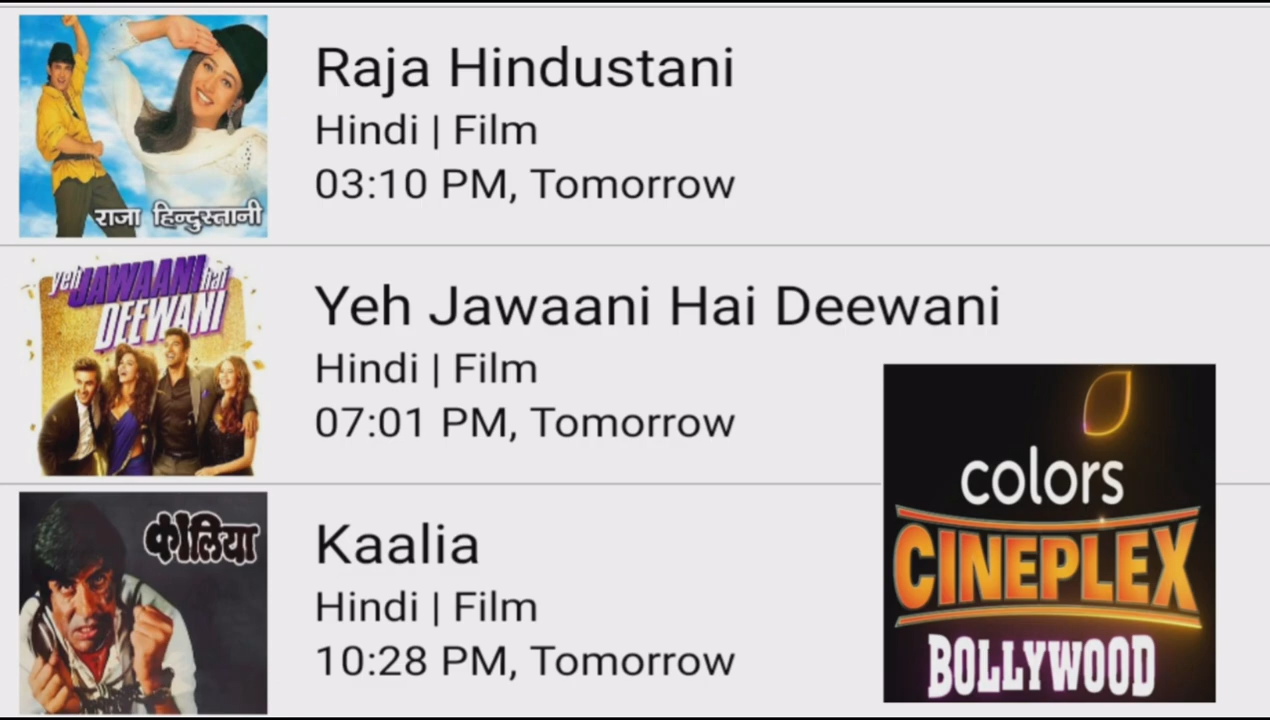 राजा हिन्दुस्तानी
Raja Hindustani
Hindi | Film
03:10 PM, Tomorrow
yeh JAWAANI hai
DEEWANI
Yeh Jawaani Hai Deewani
Hindi | Film
07:01 PM, Tomorrow
कालिया
Kaalia
Hindi | Film
10:28 PM, Tomorrow
colors
CINEPLEX
BOLLYWOOD